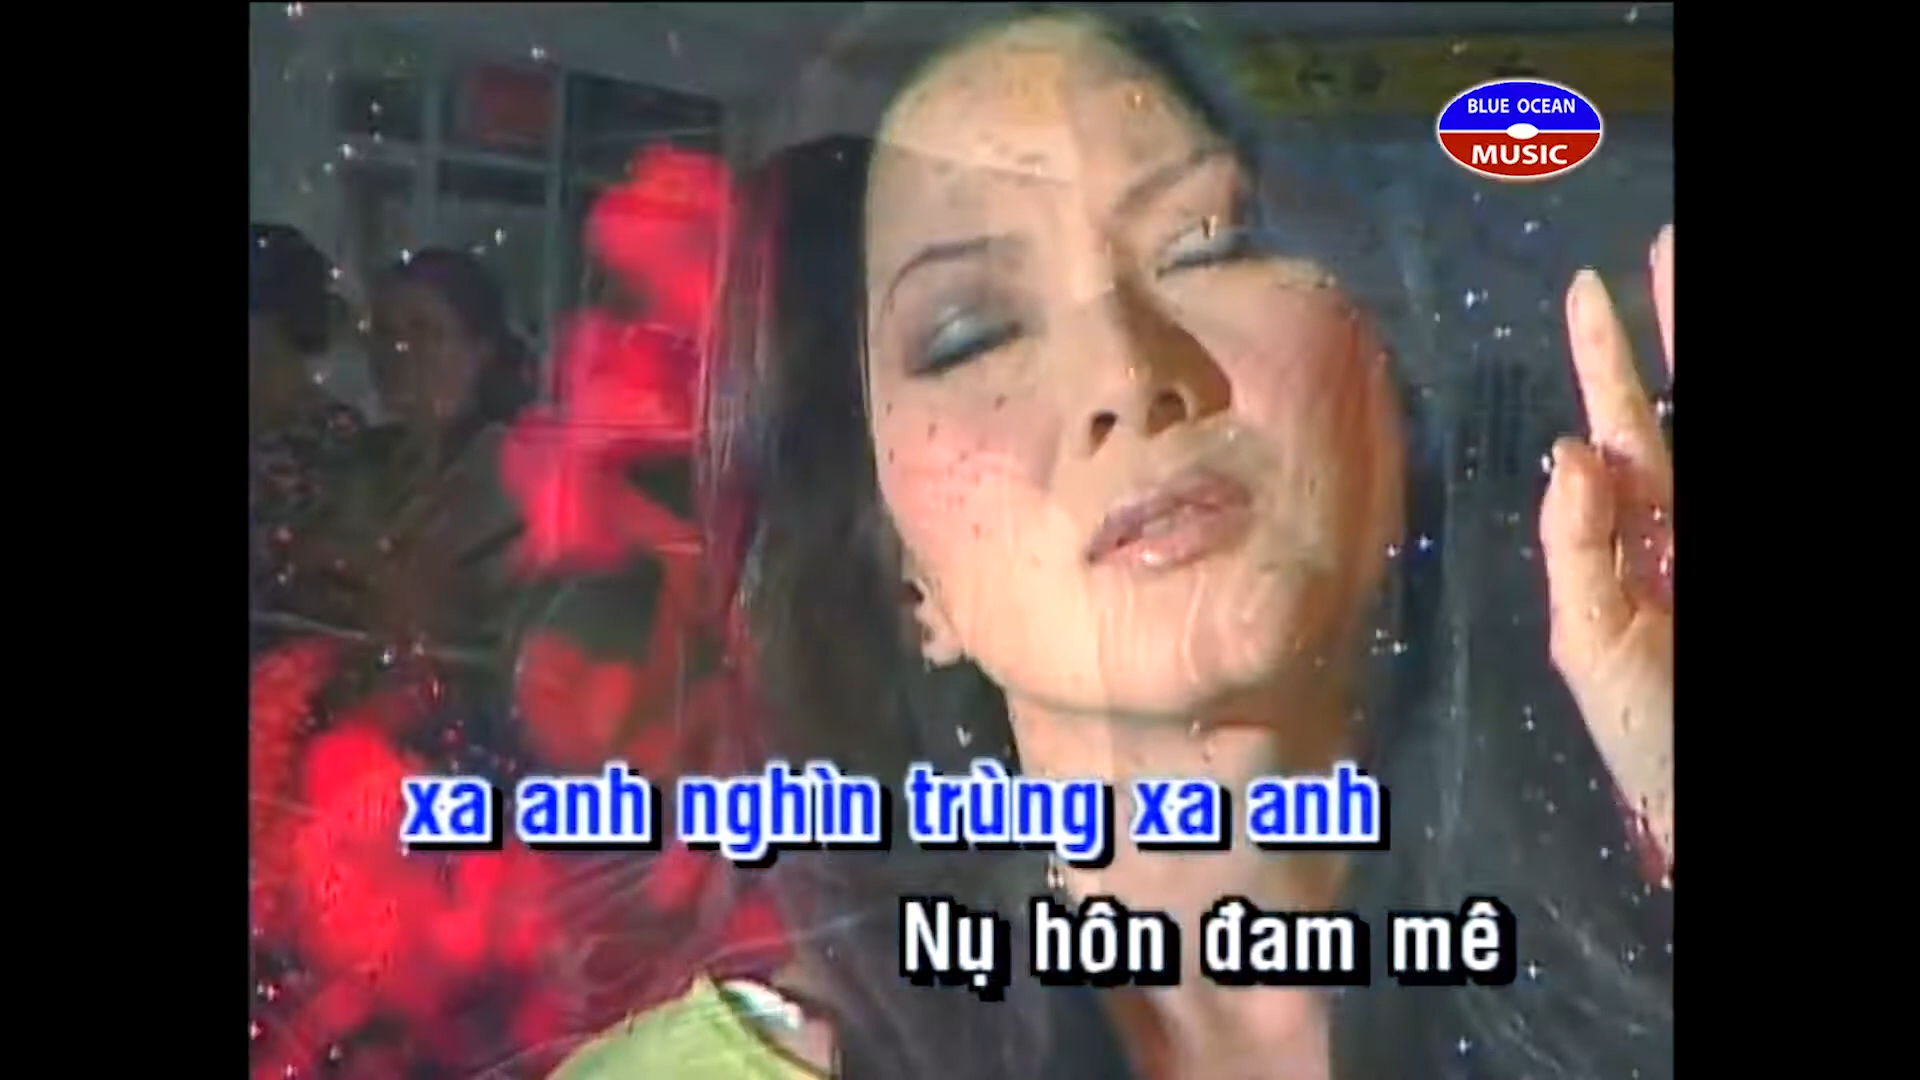 BLUE OCEAN
MUSIC
xa anh nghìn trùng xa anh
Nụ hôn đam mê